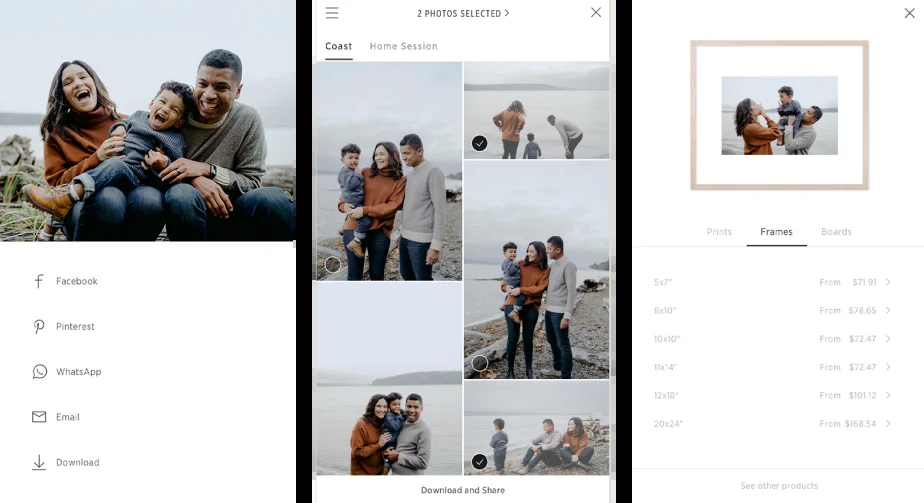 Facebook
Pinterest
WhatsApp
Email
Download
2 PHOTOS SELECTED >
Coast Home Session
Download and Share
Prints Frames Boards
5x7" From $71.91 >
8x10" From $78.65 >
10x10" From $72.47 >
11x14" From $72.47 >
12x18" From $101.12 >
20x24" From $168.54 >
See other products